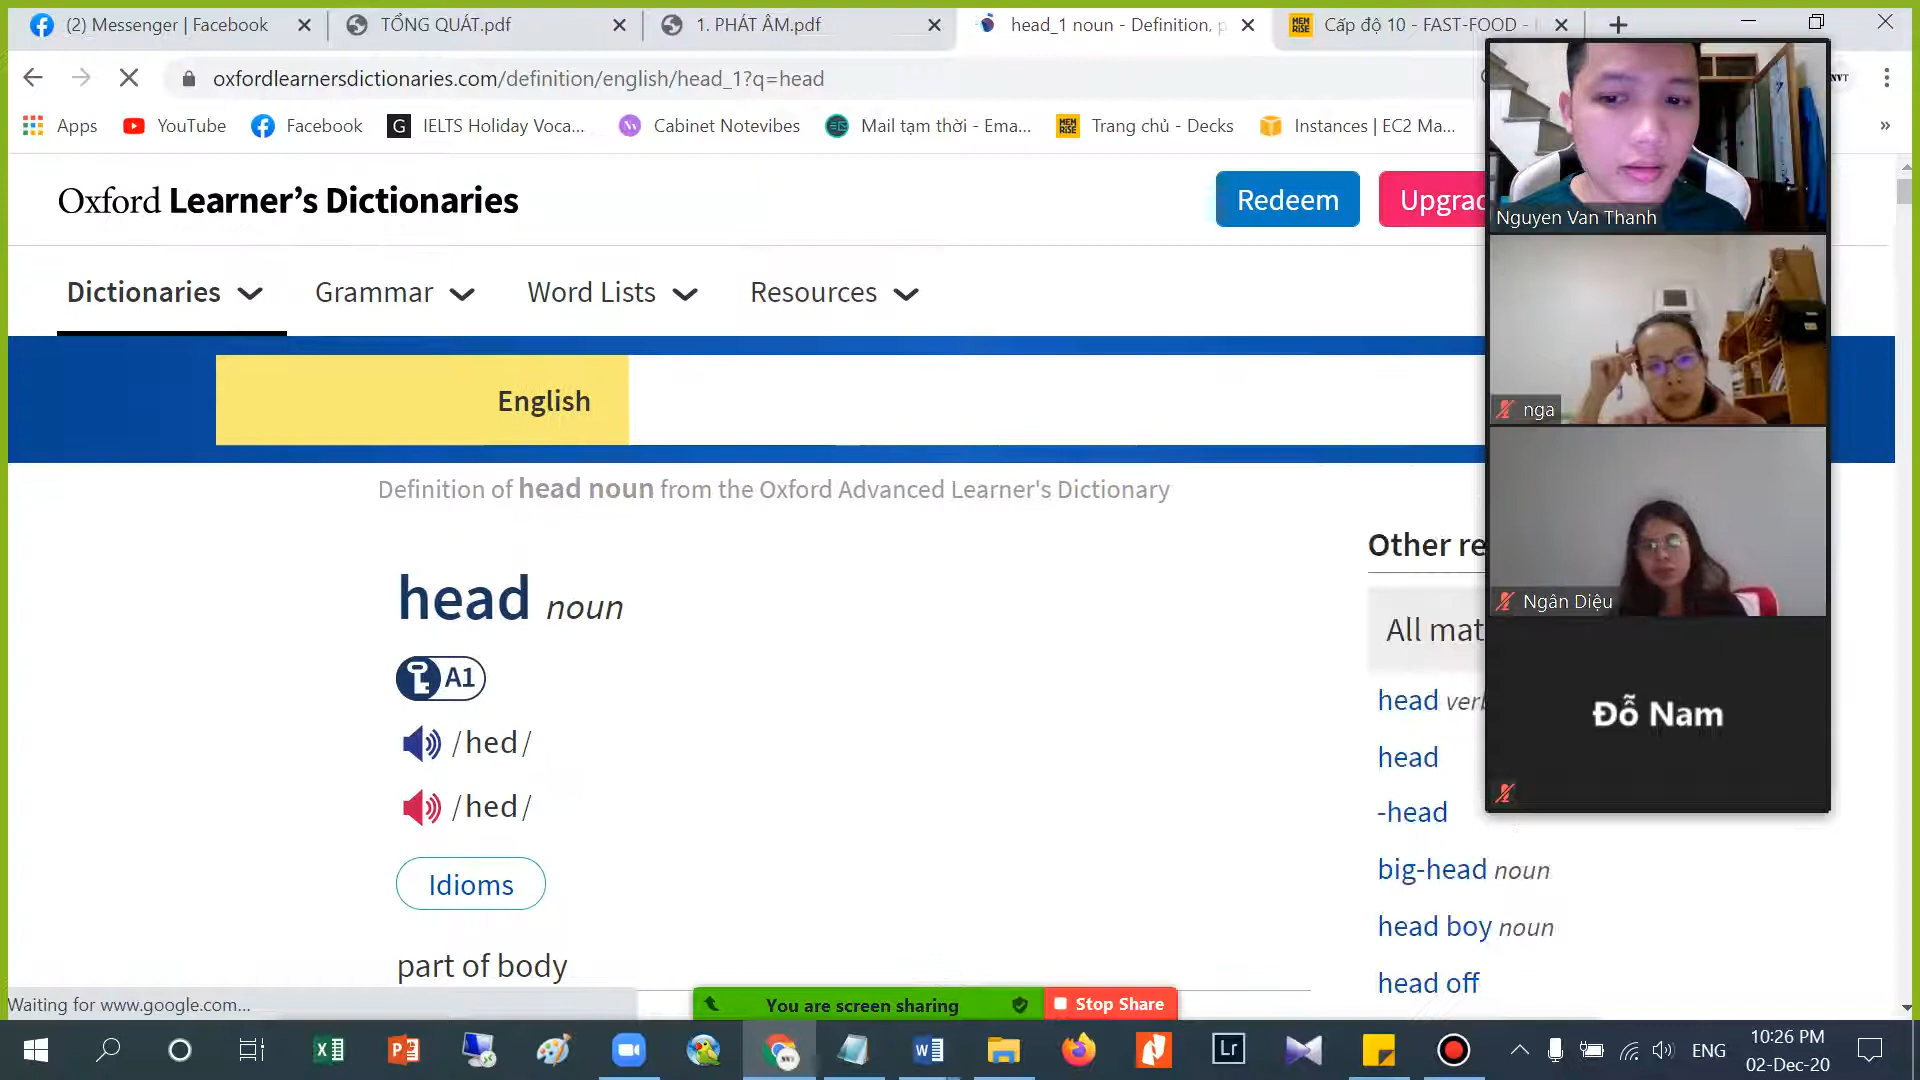 (2) Messenger | Facebook
TỔNG QUÁT.pdf
1. PHÁT ÂM.pdf
head_1 noun - Definition, p
Cấp độ 10 - FAST-FOOD -
oxfordlearnersdictionaries.com/definition/english/head_1?q=head
Apps
YouTube
Facebook
IELTS Holiday Voca...
Cabinet Notevibes
Mail tạm thời - Ema...
Trang chủ - Decks
Instances | EC2 Ma...
»
Oxford Learner's Dictionaries
Redeem
Upgrad
Dictionaries
Grammar
Word Lists
Resources
English
Definition of head noun from the Oxford Advanced Learner's Dictionary
head noun
A1
/hed/
/hed/
Idioms
part of body
Other re
All mat
head verb
head
-head
big-head noun
head boy noun
head off
Nguyen Van Thanh
nga
Ngân Diệu
Đỗ Nam
Waiting for www.google.com...
You are screen sharing
Stop Share
Lr
ENG
10:26 PM
02-Dec-20